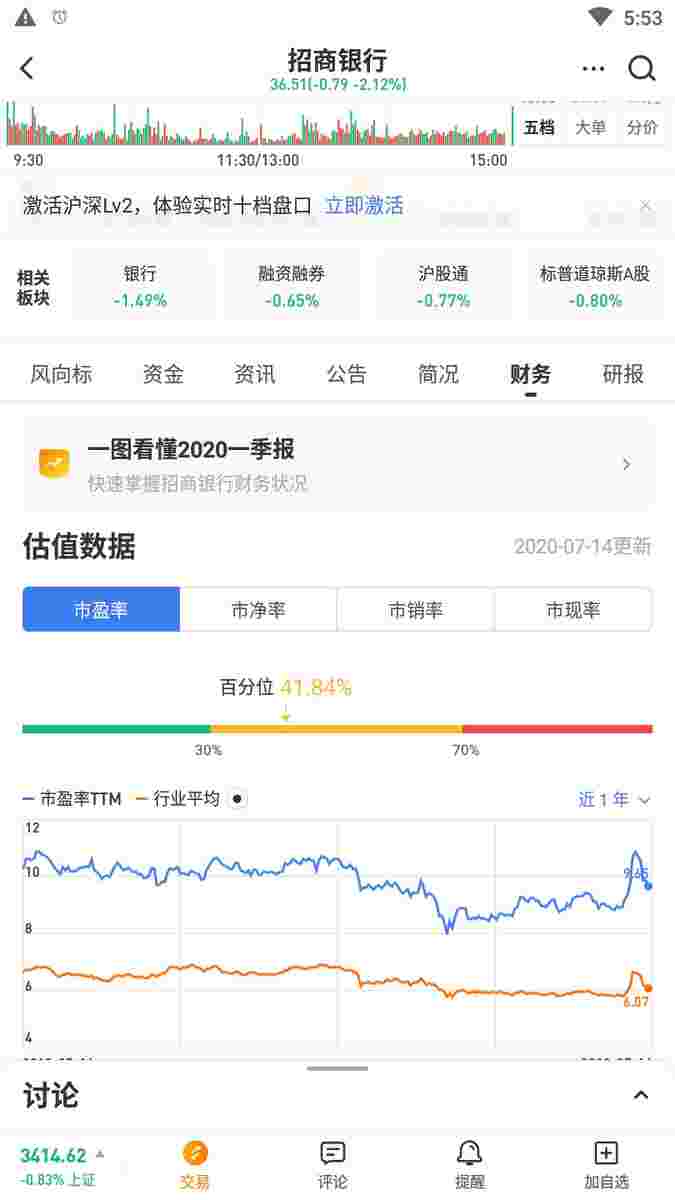 5:53
招商银行
36.51(-0.79 -2.12%)
五档 大单 分价
9:30 11:30/13:00 15:00
激活沪深Lv2，体验实时十档盘口 立即激活
相关板块
银行 融资融券 沪股通 标普道琼斯A股
-1.49% -0.65% -0.77% -0.80%
风向标 资金 资讯 公告 简况 财务 研报
一图看懂2020一季报
快速掌握招商银行财务状况
估值数据 2020-07-14更新
市盈率 市净率 市销率 市现率
百分位 41.84%
30% 70%
市盈率TTM 行业平均 近1年
12
10
9.65
8
6
6.07
4
讨论
3414.62
-0.83% 上证
交易 评论 提醒 加自选